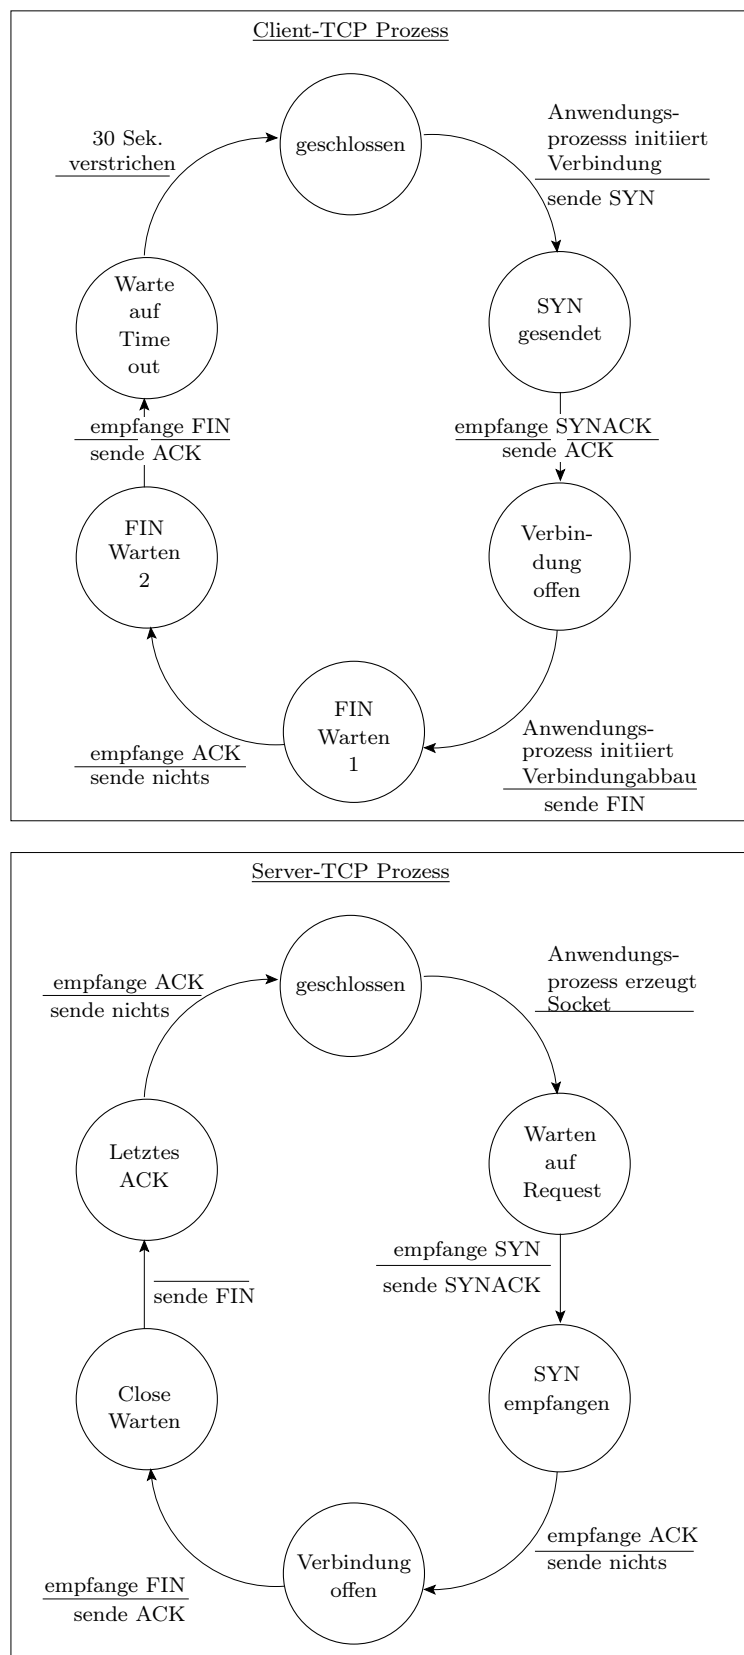 Client-TCP Prozess
geschlossen
Anwendungs-
prozesss initiiert
Verbindung
sende SYN
SYN
gesendet
empfange SYNACK
sende ACK
Verbin-
dung
offen
Anwendungs-
prozess initiiert
Verbindungabbau
sende FIN
FIN
Warten
1
empfange ACK
sende nichts
FIN
Warten
2
empfange FIN
sende ACK
Warte
auf
Time
out
30 Sek.
verstrichen
Server-TCP Prozess
geschlossen
Anwendungs-
prozess erzeugt
Socket
Warten
auf
Request
empfange SYN
sende SYNACK
SYN
empfangen
empfange ACK
sende nichts
Verbindung
offen
empfange FIN
sende ACK
Close
Warten
sende FIN
Letztes
ACK
empfange ACK
sende nichts